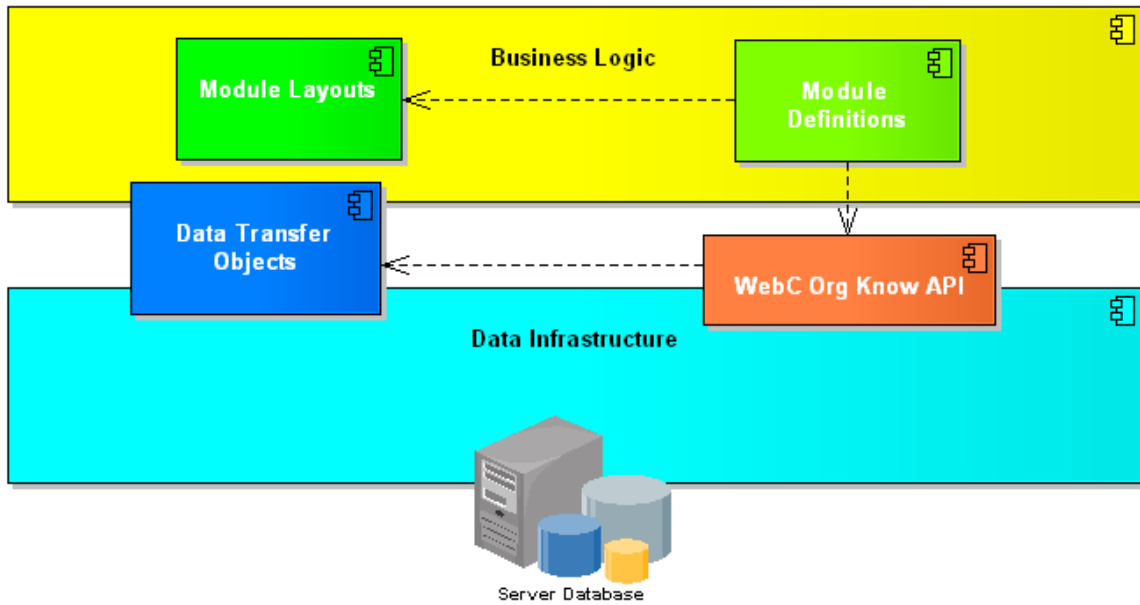 Business Logic
Module Layouts
Module
Definitions
Data Transfer
Objects
WebC Org Know API
Data Infrastructure
Server Database